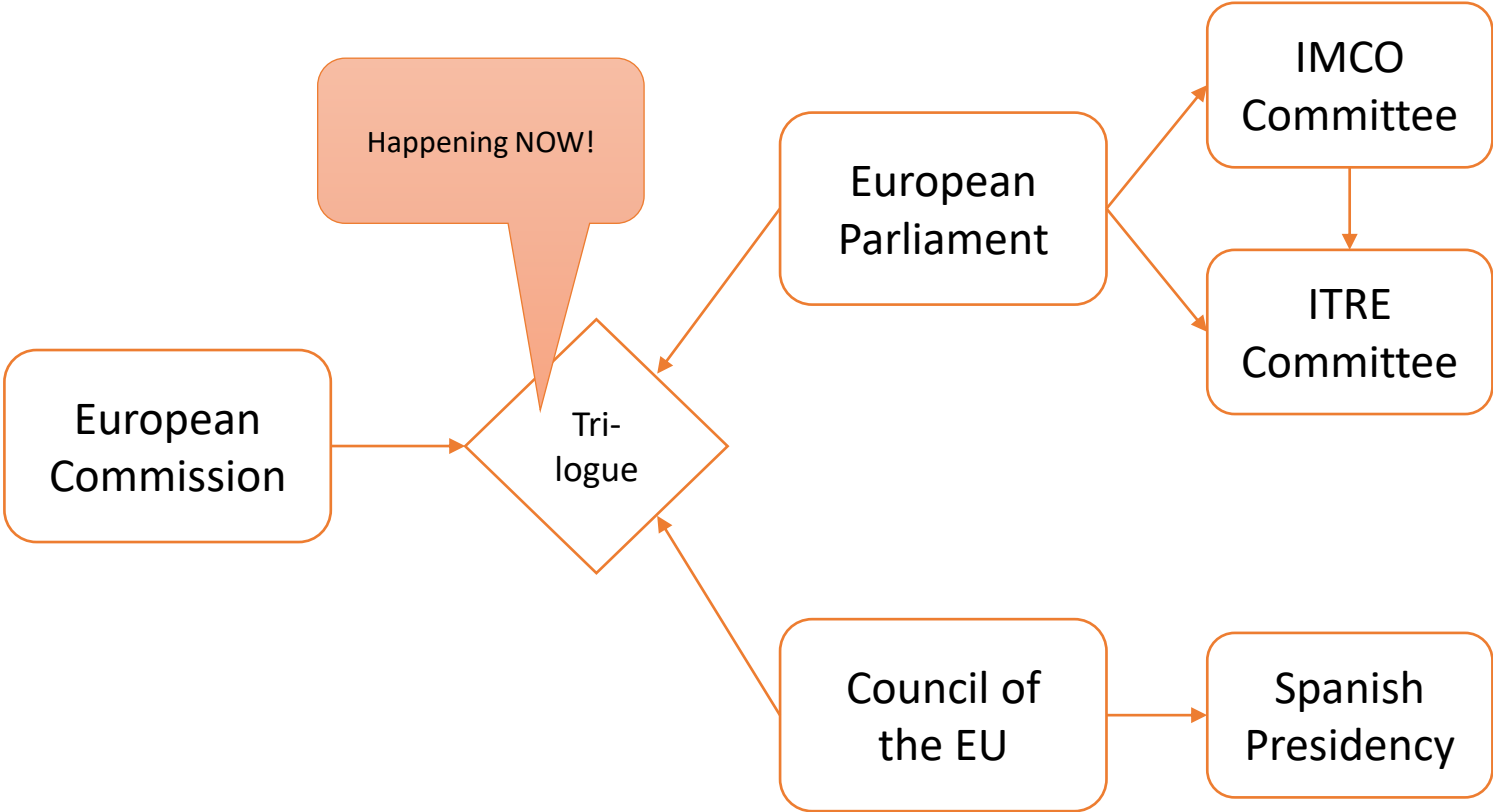 Happening NOW!
IMCO
Committee
European
Parliament
ITRE
Committee
European
Commission
Tri-
logue
Council of
the EU
Spanish
Presidency